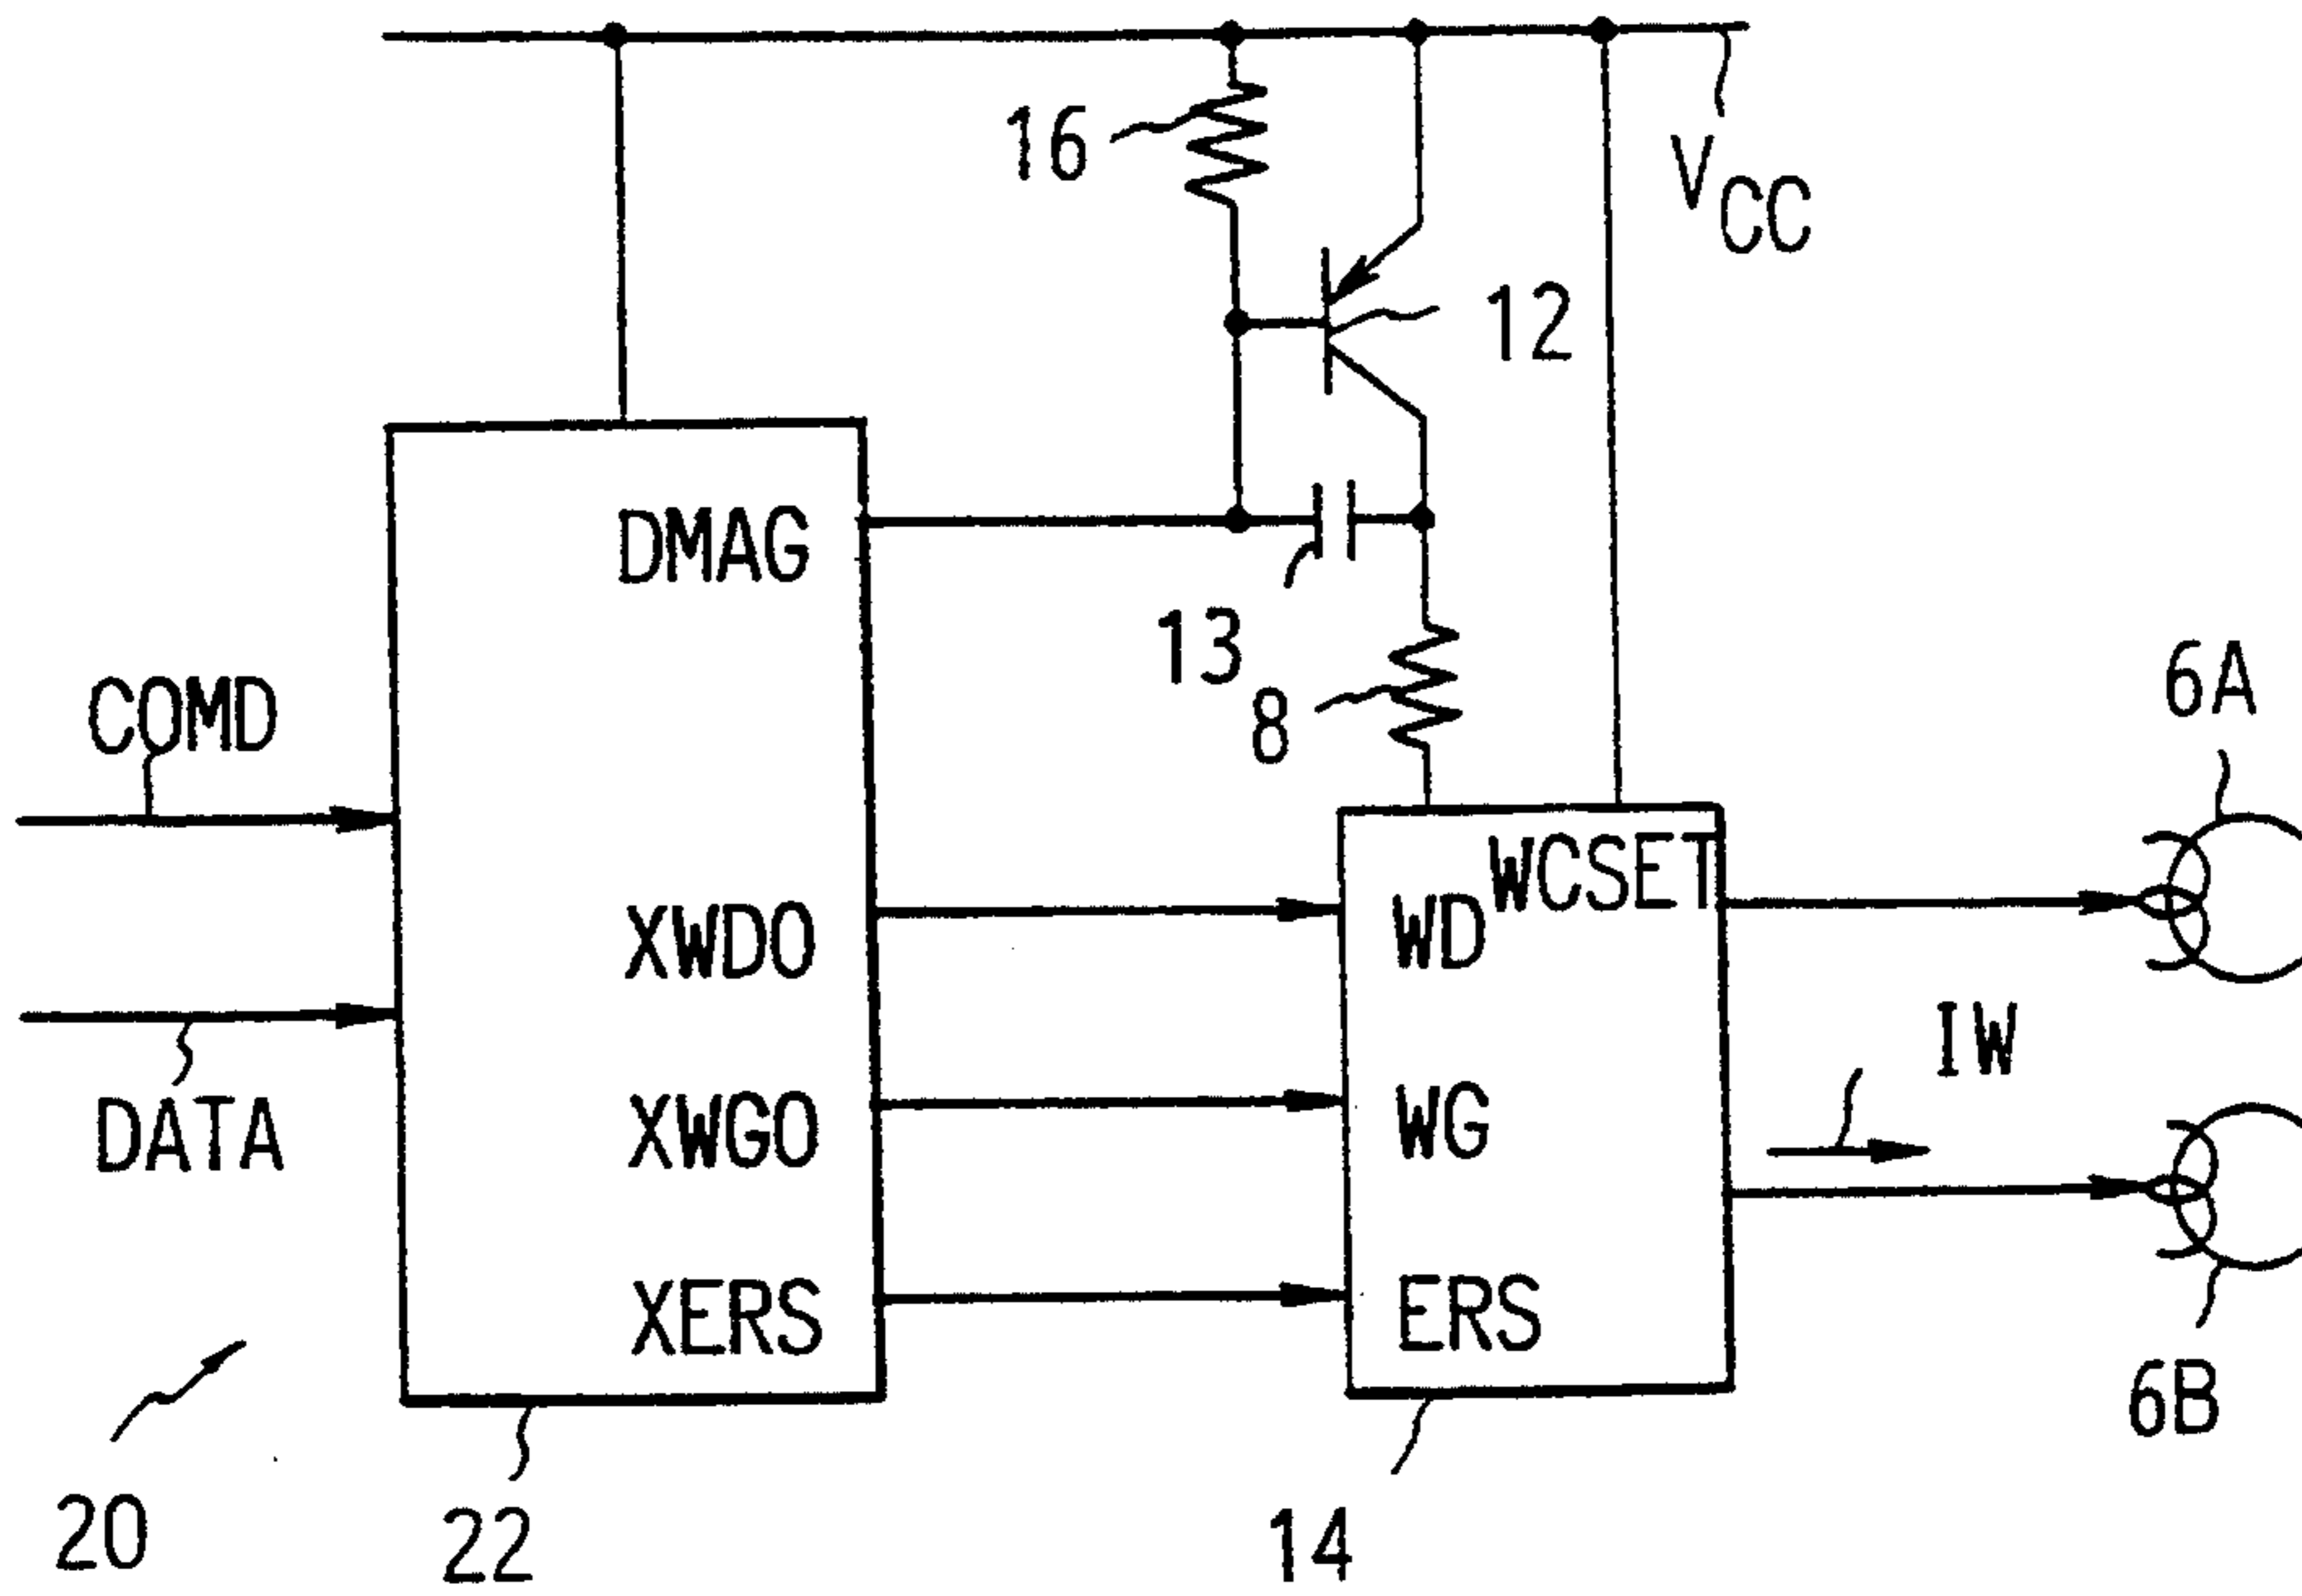 16
VCC
12
DMAG
13
8
6A
COMD
WCSET
XWDO
WD
IW
DATA
XWGO
WG
XERS
ERS
6B
20
22
14